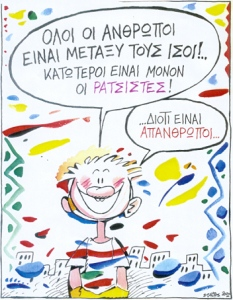 ΟΛΟΙ ΟΙ ΑΝΘΡΩΠΟΙ
ΕΙΝΑΙ ΜΕΤΑΞΥ ΤΟΥΣ ΙΣΟΙ!..
ΚΑΤΩΤΕΡΟΙ ΕΙΝΑΙ ΜΟΝΟΝ
ΟΙ ΡΑΤΣΙΣΤΕΣ!
...ΔΙΟΤΙ ΕΙΝΑΙ
ΑΠΑΝΘΡΩΠΟΙ...